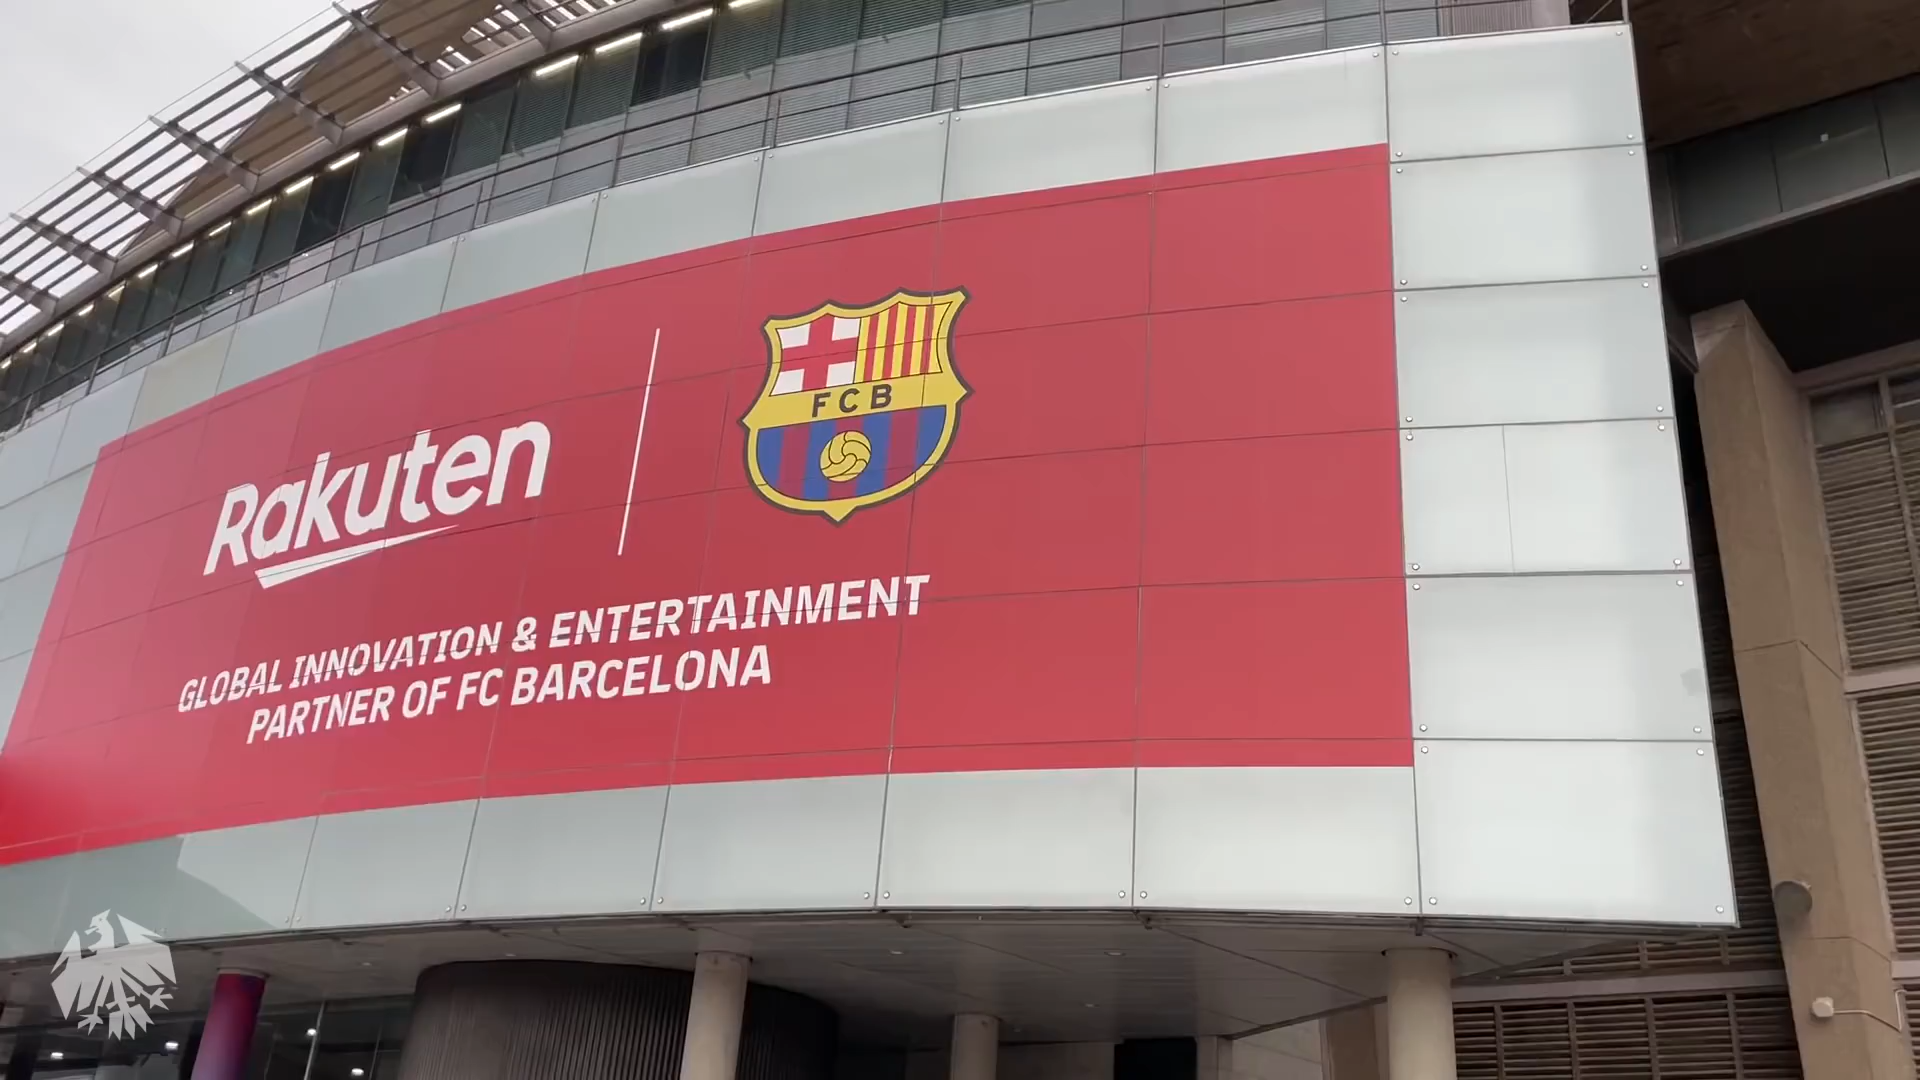 Rakuten
FCB
GLOBAL INNOVATION & ENTERTAINMENT
PARTNER OF FC BARCELONA